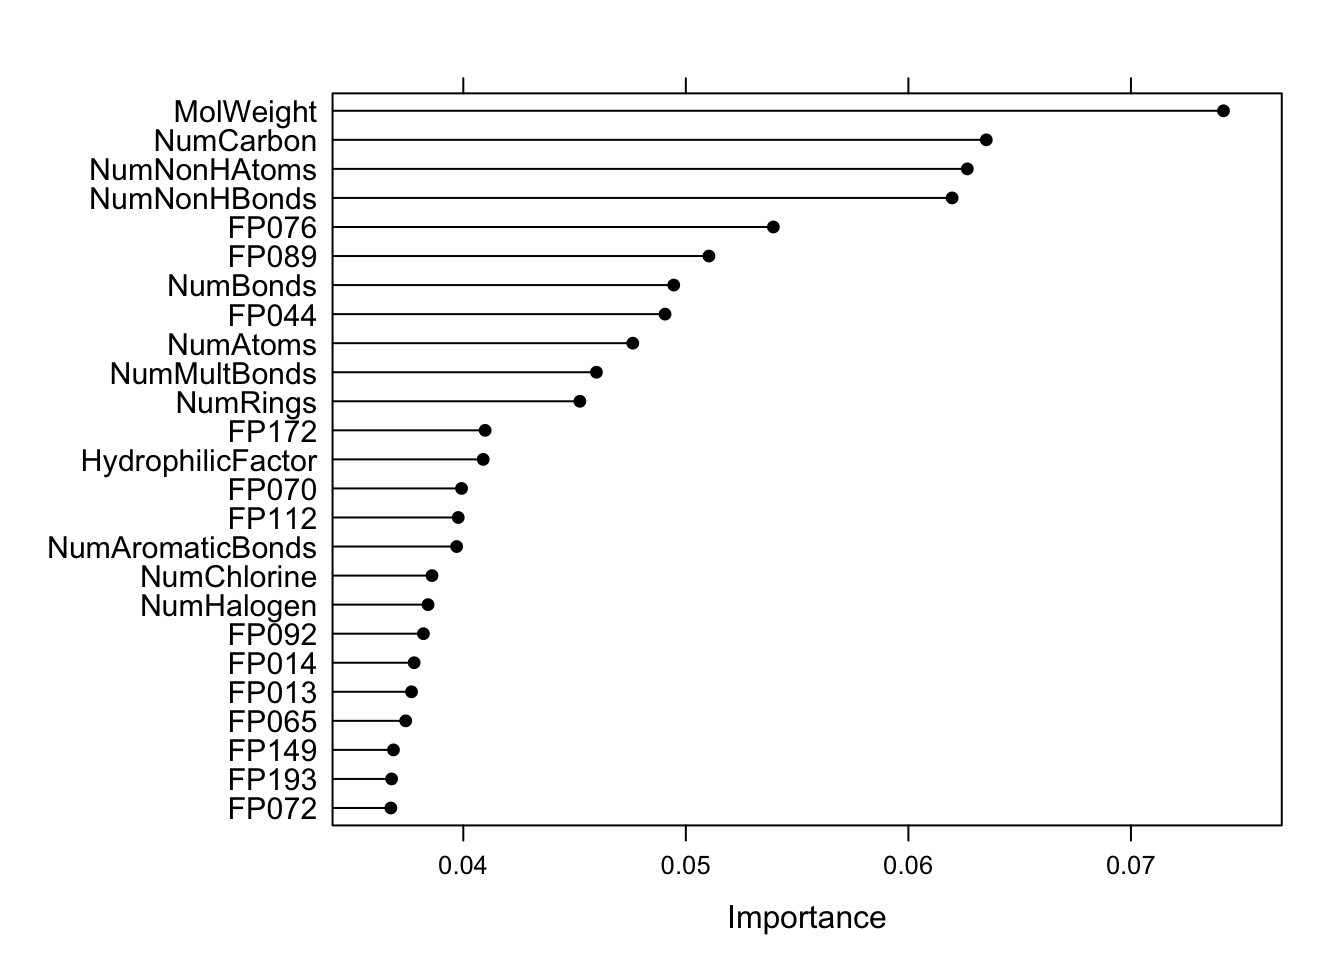 MolWeight
NumCarbon
NumNonHAtoms
NumNonHBonds
FP076
FP089
NumBonds
FP044
NumAtoms
NumMultBonds
NumRings
FP172
HydrophilicFactor
FP070
FP112
NumAromaticBonds
NumChlorine
NumHalogen
FP092
FP014
FP013
FP065
FP149
FP193
FP072
0.04 0.05 0.06 0.07
Importance